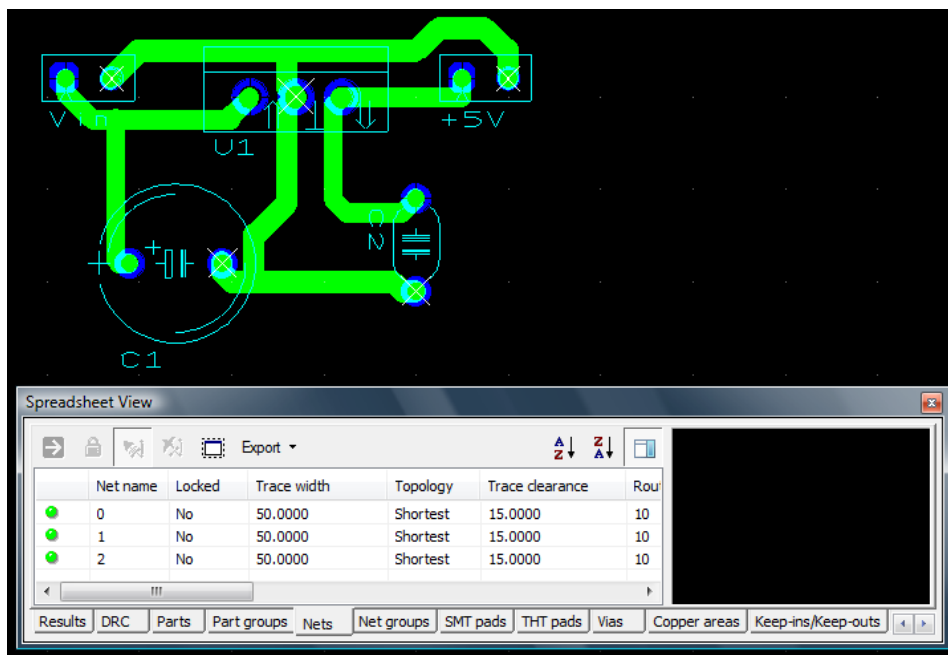 Vin
+5V
U1
C2
C1
Spreadsheet View
Export
Net name Locked Trace width Topology Trace clearance Rou
0 No 50.0000 Shortest 15.0000 10
1 No 50.0000 Shortest 15.0000 10
2 No 50.0000 Shortest 15.0000 10
Results DRC Parts Part groups Nets Net groups SMT pads THT pads Vias Copper areas Keep-ins/Keep-outs